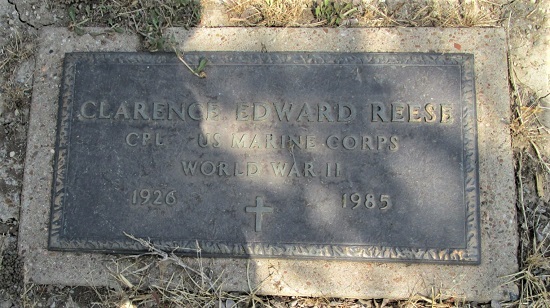 CLARENCE EDWARD REESE
CPL US MARINE CORPS
WORLD WAR II
1926 1985